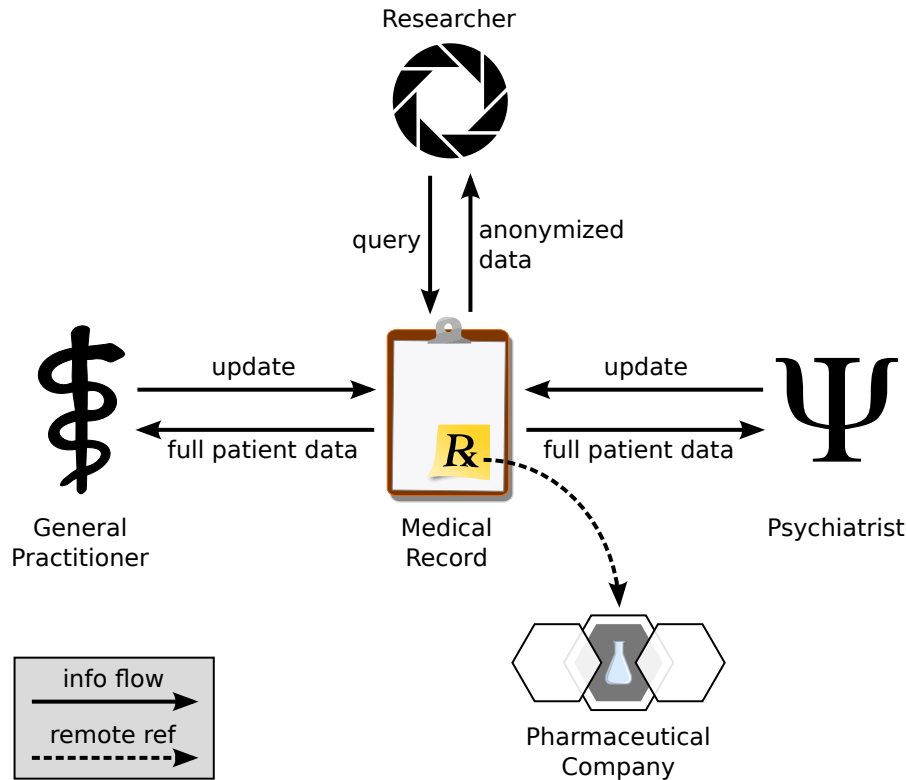 Researcher
query
anonymized
data
update
update
full patient data
full patient data
℞
General
Practitioner
Medical
Record
Psychiatrist
info flow
remote ref
Pharmaceutical
Company